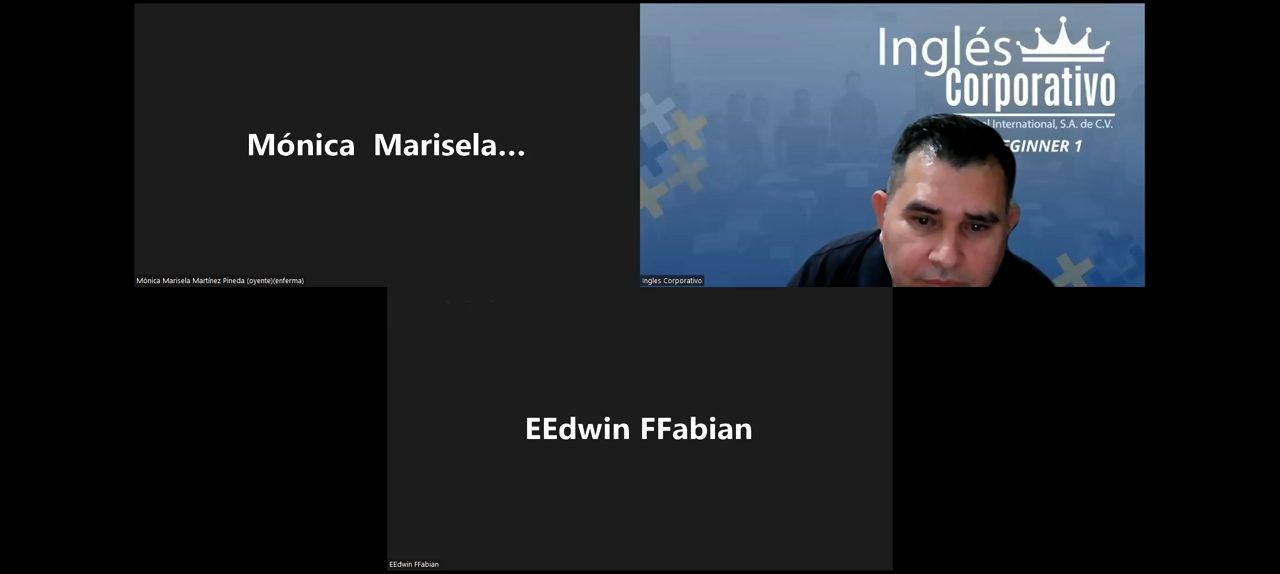 Mónica Marisela...
Mónica Marisela Martínez Pineda (oyente)(enferma)
Inglés
Corporativo
al International, S.A. de C.V.
EGINNER 1
Ingles Corporativo
EEdwin FFabian
EEdwin FFabian